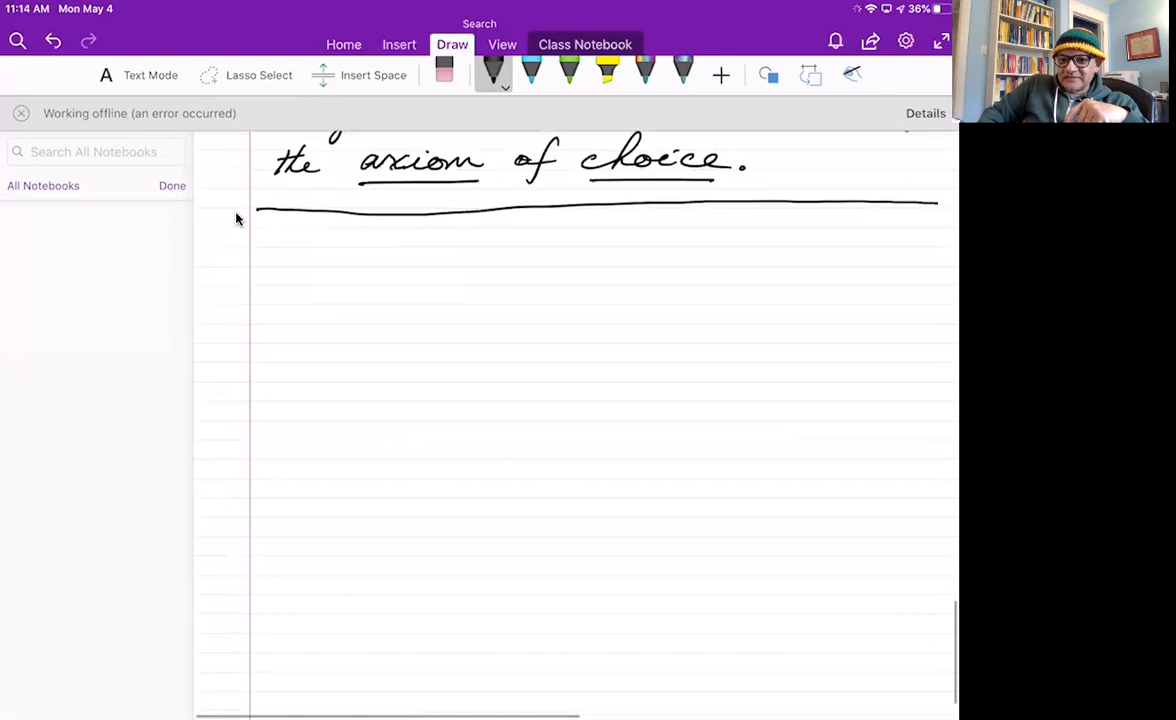 11:14 AM Mon May 4
36%
Search
Home Insert Draw View Class Notebook
A Text Mode Lasso Select Insert Space
Working offline (an error occurred) Details
Search All Notebooks
All Notebooks Done
the axiom of choice.